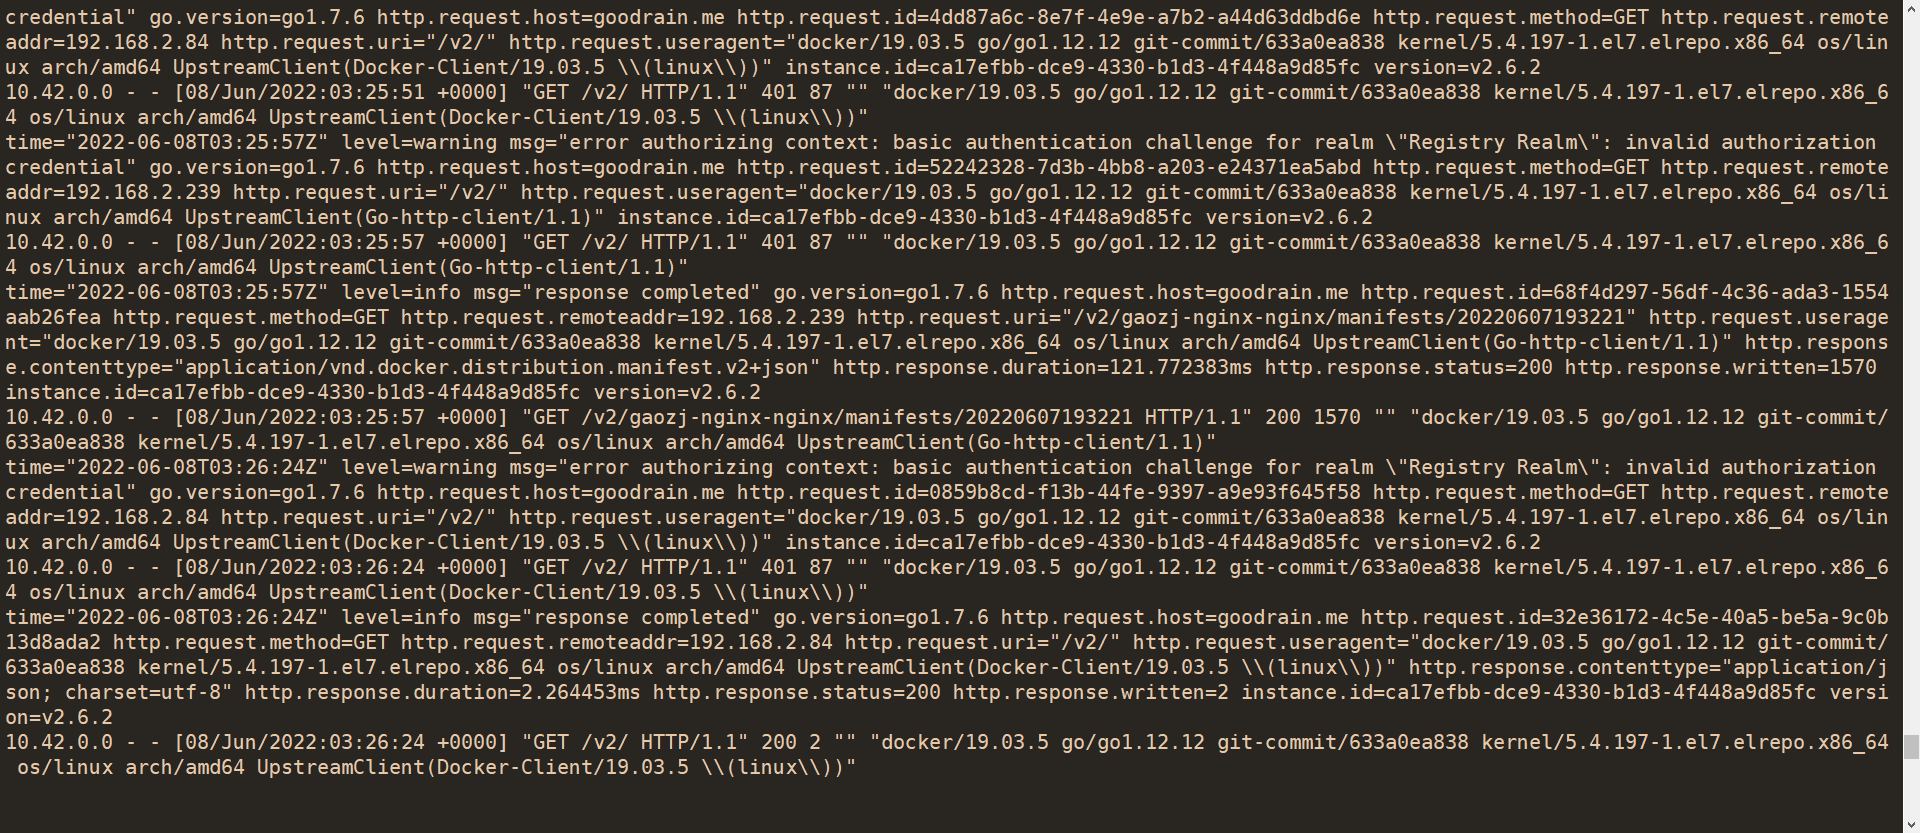 credential" go.version=go1.7.6 http.request.host=goodrain.me http.request.id=4dd87a6c-8e7f-4e9e-a7b2-a44d63ddbd6e http.request.method=GET http.request.remote
addr=192.168.2.84 http.request.uri="/v2/" http.request.useragent="docker/19.03.5 go/go1.12.12 git-commit/633a0ea838 kernel/5.4.197-1.el7.elrepo.x86_64 os/lin
ux arch/amd64 UpstreamClient(Docker-Client/19.03.5 \\(linux\\))" instance.id=ca17efbb-dce9-4330-b1d3-4f448a9d85fc version=v2.6.2
10.42.0.0 - - [08/Jun/2022:03:25:51 +0000] "GET /v2/ HTTP/1.1" 401 87 "" "docker/19.03.5 go/go1.12.12 git-commit/633a0ea838 kernel/5.4.197-1.el7.elrepo.x86_6
4 os/linux arch/amd64 UpstreamClient(Docker-Client/19.03.5 \\(linux\\))"
time="2022-06-08T03:25:57Z" level=warning msg="error authorizing context: basic authentication challenge for realm \"Registry Realm\": invalid authorization
credential" go.version=go1.7.6 http.request.host=goodrain.me http.request.id=52242328-7d3b-4bb8-a203-e24371ea5abd http.request.method=GET http.request.remote
addr=192.168.2.239 http.request.uri="/v2/" http.request.useragent="docker/19.03.5 go/go1.12.12 git-commit/633a0ea838 kernel/5.4.197-1.el7.elrepo.x86_64 os/li
nux arch/amd64 UpstreamClient(Go-http-client/1.1)" instance.id=ca17efbb-dce9-4330-b1d3-4f448a9d85fc version=v2.6.2
10.42.0.0 - - [08/Jun/2022:03:25:57 +0000] "GET /v2/ HTTP/1.1" 401 87 "" "docker/19.03.5 go/go1.12.12 git-commit/633a0ea838 kernel/5.4.197-1.el7.elrepo.x86_6
4 os/linux arch/amd64 UpstreamClient(Go-http-client/1.1)"
time="2022-06-08T03:25:57Z" level=info msg="response completed" go.version=go1.7.6 http.request.host=goodrain.me http.request.id=68f4d297-56df-4c36-ada3-1554
aab26fea http.request.method=GET http.request.remoteaddr=192.168.2.239 http.request.uri="/v2/gaozj-nginx-nginx/manifests/20220607193221" http.request.userage
nt="docker/19.03.5 go/go1.12.12 git-commit/633a0ea838 kernel/5.4.197-1.el7.elrepo.x86_64 os/linux arch/amd64 UpstreamClient(Go-http-client/1.1)" http.respons
e.contenttype="application/vnd.docker.distribution.manifest.v2+json" http.response.duration=121.772383ms http.response.status=200 http.response.written=1570
instance.id=ca17efbb-dce9-4330-b1d3-4f448a9d85fc version=v2.6.2
10.42.0.0 - - [08/Jun/2022:03:25:57 +0000] "GET /v2/gaozj-nginx-nginx/manifests/20220607193221 HTTP/1.1" 200 1570 "" "docker/19.03.5 go/go1.12.12 git-commit/
633a0ea838 kernel/5.4.197-1.el7.elrepo.x86_64 os/linux arch/amd64 UpstreamClient(Go-http-client/1.1)"
time="2022-06-08T03:26:24Z" level=warning msg="error authorizing context: basic authentication challenge for realm \"Registry Realm\": invalid authorization
credential" go.version=go1.7.6 http.request.host=goodrain.me http.request.id=0859b8cd-f13b-44fe-9397-a9e93f645f58 http.request.method=GET http.request.remote
addr=192.168.2.84 http.request.uri="/v2/" http.request.useragent="docker/19.03.5 go/go1.12.12 git-commit/633a0ea838 kernel/5.4.197-1.el7.elrepo.x86_64 os/lin
ux arch/amd64 UpstreamClient(Docker-Client/19.03.5 \\(linux\\))" instance.id=ca17efbb-dce9-4330-b1d3-4f448a9d85fc version=v2.6.2
10.42.0.0 - - [08/Jun/2022:03:26:24 +0000] "GET /v2/ HTTP/1.1" 401 87 "" "docker/19.03.5 go/go1.12.12 git-commit/633a0ea838 kernel/5.4.197-1.el7.elrepo.x86_6
4 os/linux arch/amd64 UpstreamClient(Docker-Client/19.03.5 \\(linux\\))"
time="2022-06-08T03:26:24Z" level=info msg="response completed" go.version=go1.7.6 http.request.host=goodrain.me http.request.id=32e36172-4c5e-40a5-be5a-9c0b
13d8ada2 http.request.method=GET http.request.remoteaddr=192.168.2.84 http.request.uri="/v2/" http.request.useragent="docker/19.03.5 go/go1.12.12 git-commit/
633a0ea838 kernel/5.4.197-1.el7.elrepo.x86_64 os/linux arch/amd64 UpstreamClient(Docker-Client/19.03.5 \\(linux\\))" http.response.contenttype="application/j
son; charset=utf-8" http.response.duration=2.264453ms http.response.status=200 http.response.written=2 instance.id=ca17efbb-dce9-4330-b1d3-4f448a9d85fc versi
on=v2.6.2
10.42.0.0 - - [08/Jun/2022:03:26:24 +0000] "GET /v2/ HTTP/1.1" 200 2 "" "docker/19.03.5 go/go1.12.12 git-commit/633a0ea838 kernel/5.4.197-1.el7.elrepo.x86_64
 os/linux arch/amd64 UpstreamClient(Docker-Client/19.03.5 \\(linux\\))"